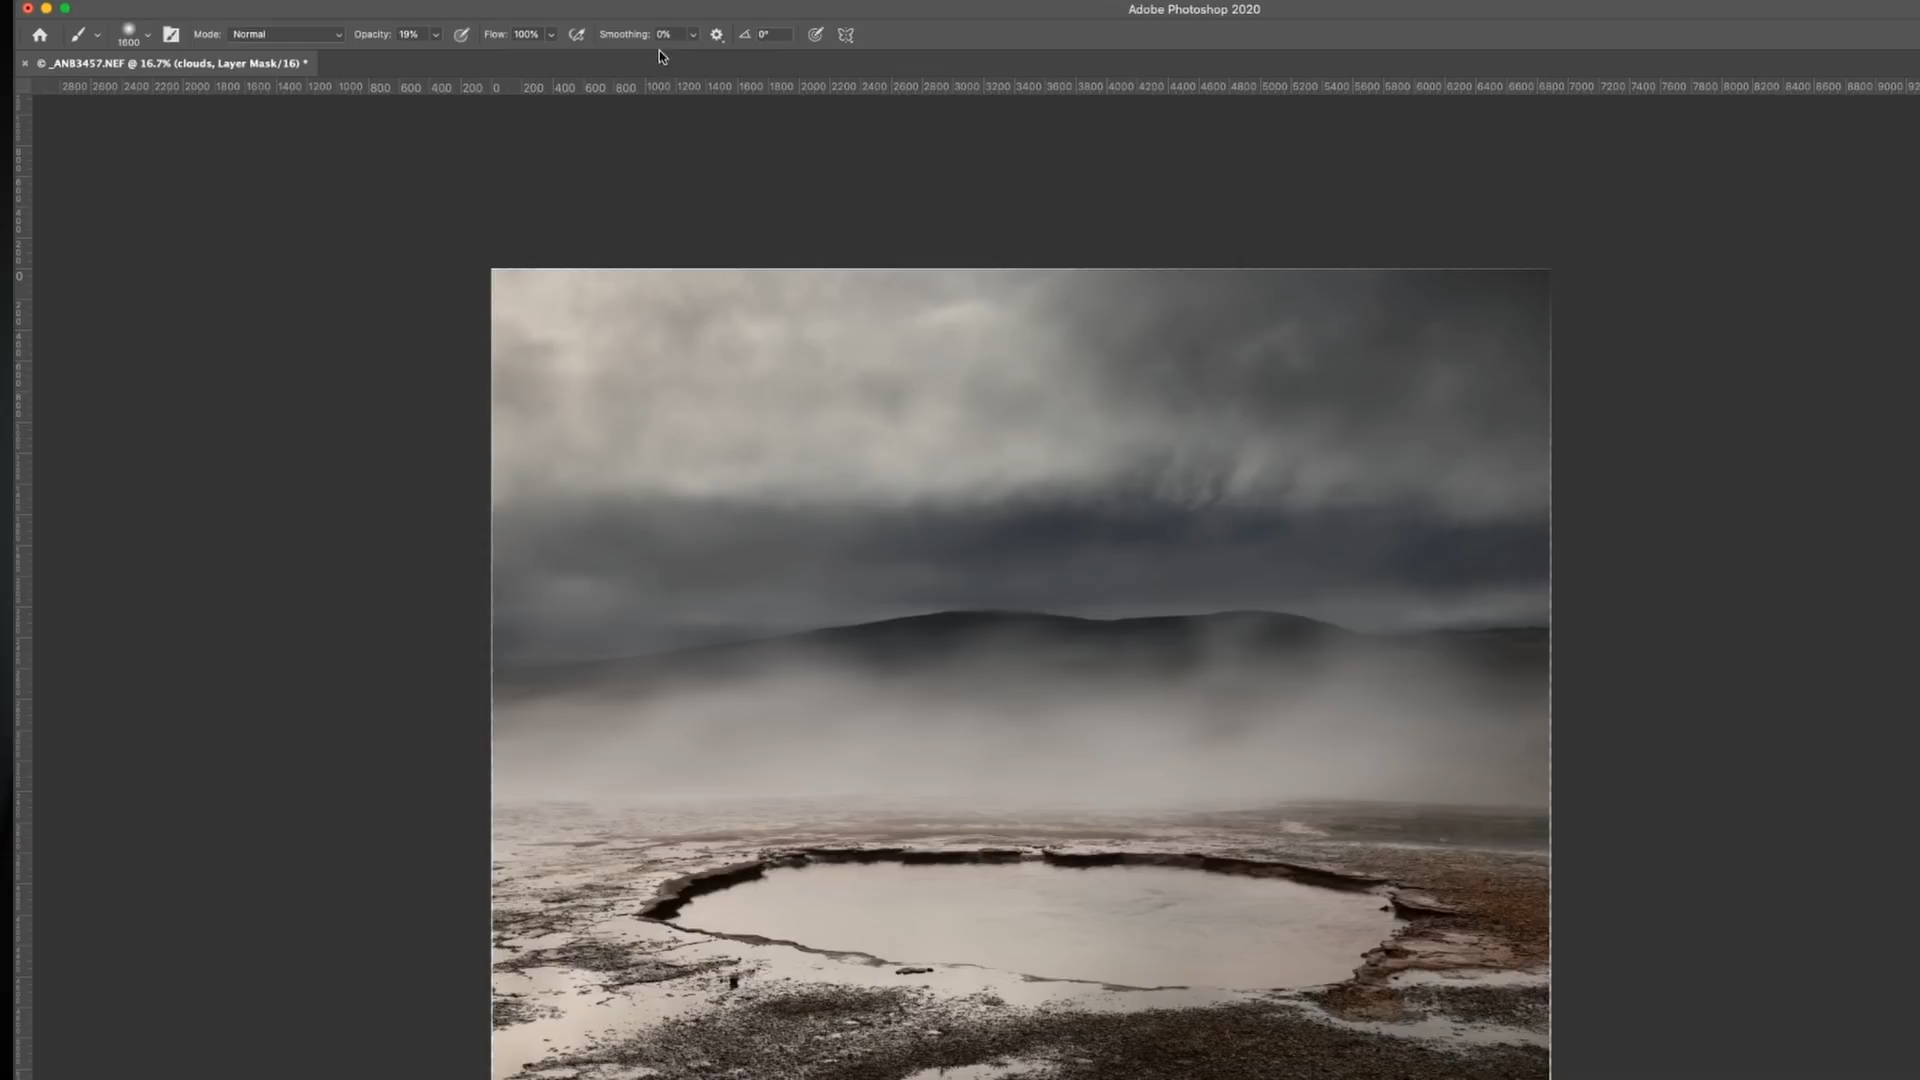 Adobe Photoshop 2020
1600 Mode: Normal Opacity: 19% Flow: 100% Smoothing: 0% 0°
× © _ANB3457.NEF @ 16.7% (clouds, Layer Mask/16) *
2800 2600 2400 2200 2000 1800 1600 1400 1200 1000 800 600 400 200 0 200 400 600 800 1000 1200 1400 1600 1800 2000 2200 2400 2600 2800 3000 3200 3400 3600 3800 4000 4200 4400 4600 4800 5000 5200 5400 5600 5800 6000 6200 6400 6600 6800 7000 7200 7400 7600 7800 8000 8200 8400 8600 8800 9000 92